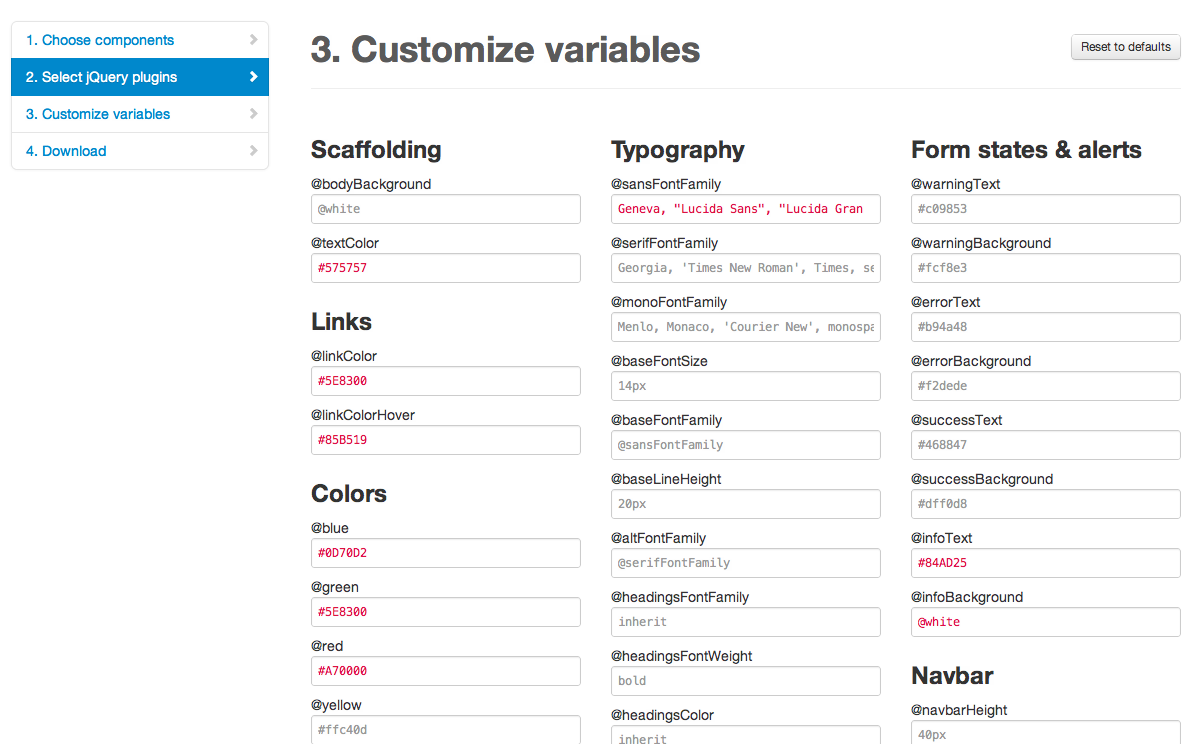 1. Choose components
2. Select jQuery plugins
3. Customize variables
4. Download
3. Customize variables
Reset to defaults
Scaffolding
@bodyBackground
@white
@textColor
#575757
Links
@linkColor
#5E8300
@linkColorHover
#85B519
Colors
@blue
#0D70D2
@green
#5E8300
@red
#A70000
@yellow
#ffc40d
Typography
@sansFontFamily
Geneva, "Lucida Sans", "Lucida Gran
@serifFontFamily
Georgia, 'Times New Roman', Times, se
@monoFontFamily
Menlo, Monaco, 'Courier New', monospa
@baseFontSize
14px
@baseFontFamily
@sansFontFamily
@baseLineHeight
20px
@altFontFamily
@serifFontFamily
@headingsFontFamily
inherit
@headingsFontWeight
bold
@headingsColor
inherit
Form states & alerts
@warningText
#c09853
@warningBackground
#fcf8e3
@errorText
#b94a48
@errorBackground
#f2dede
@successText
#468847
@successBackground
#dff0d8
@infoText
#84AD25
@infoBackground
@white
Navbar
@navbarHeight
40px